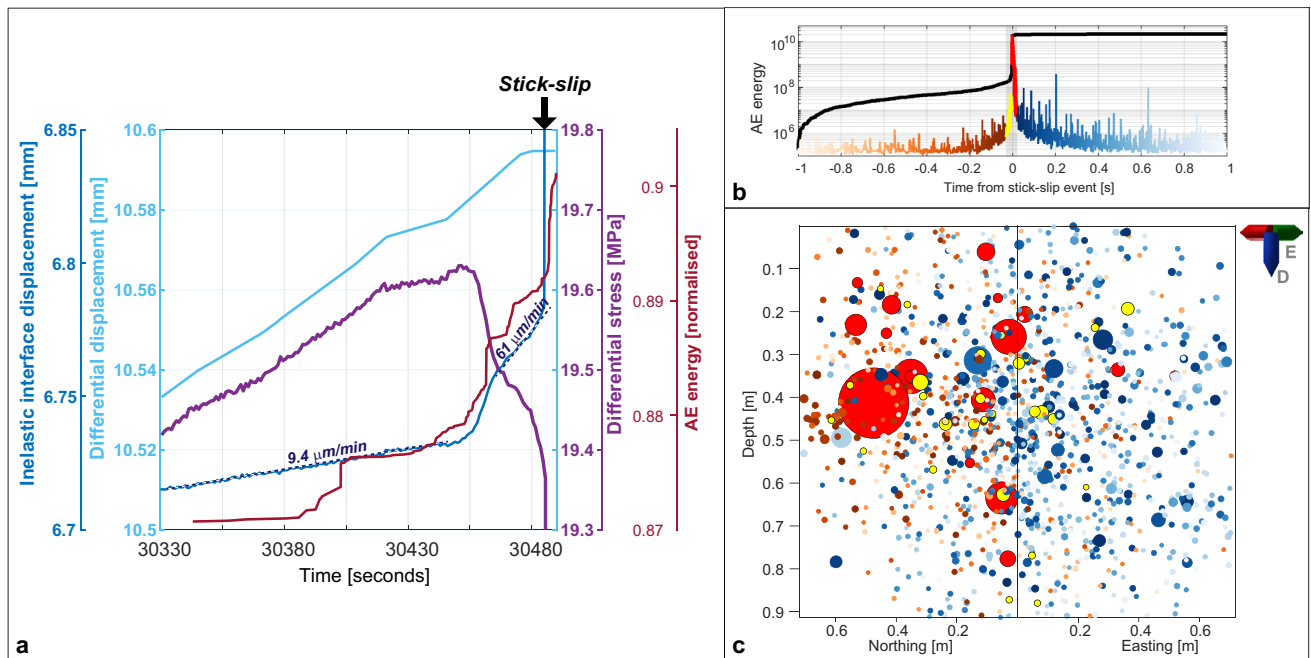 Stick-slip
6.85
6.8
6.75
6.7
Inelastic interface displacement [mm]
10.6
10.58
10.56
10.54
10.52
10.5
Differential displacement [mm]
19.8
19.7
19.6
19.5
19.4
19.3
Differential stress [MPa]
0.9
0.89
0.88
0.87
AE energy [normalised]
9.4 μm/min
61 μm/min
30330
30380
30430
30480
Time [seconds]
a
10^10
10^8
10^6
AE energy
-1
-0.8
-0.6
-0.4
-0.2
0
0.2
0.4
0.6
0.8
1
Time from stick-slip event [s]
b
E
D
0.1
0.2
0.3
0.4
0.5
0.6
0.7
0.8
0.9
Depth [m]
0.6
0.4
0.2
0.2
0.4
0.6
Northing [m]
Easting [m]
c